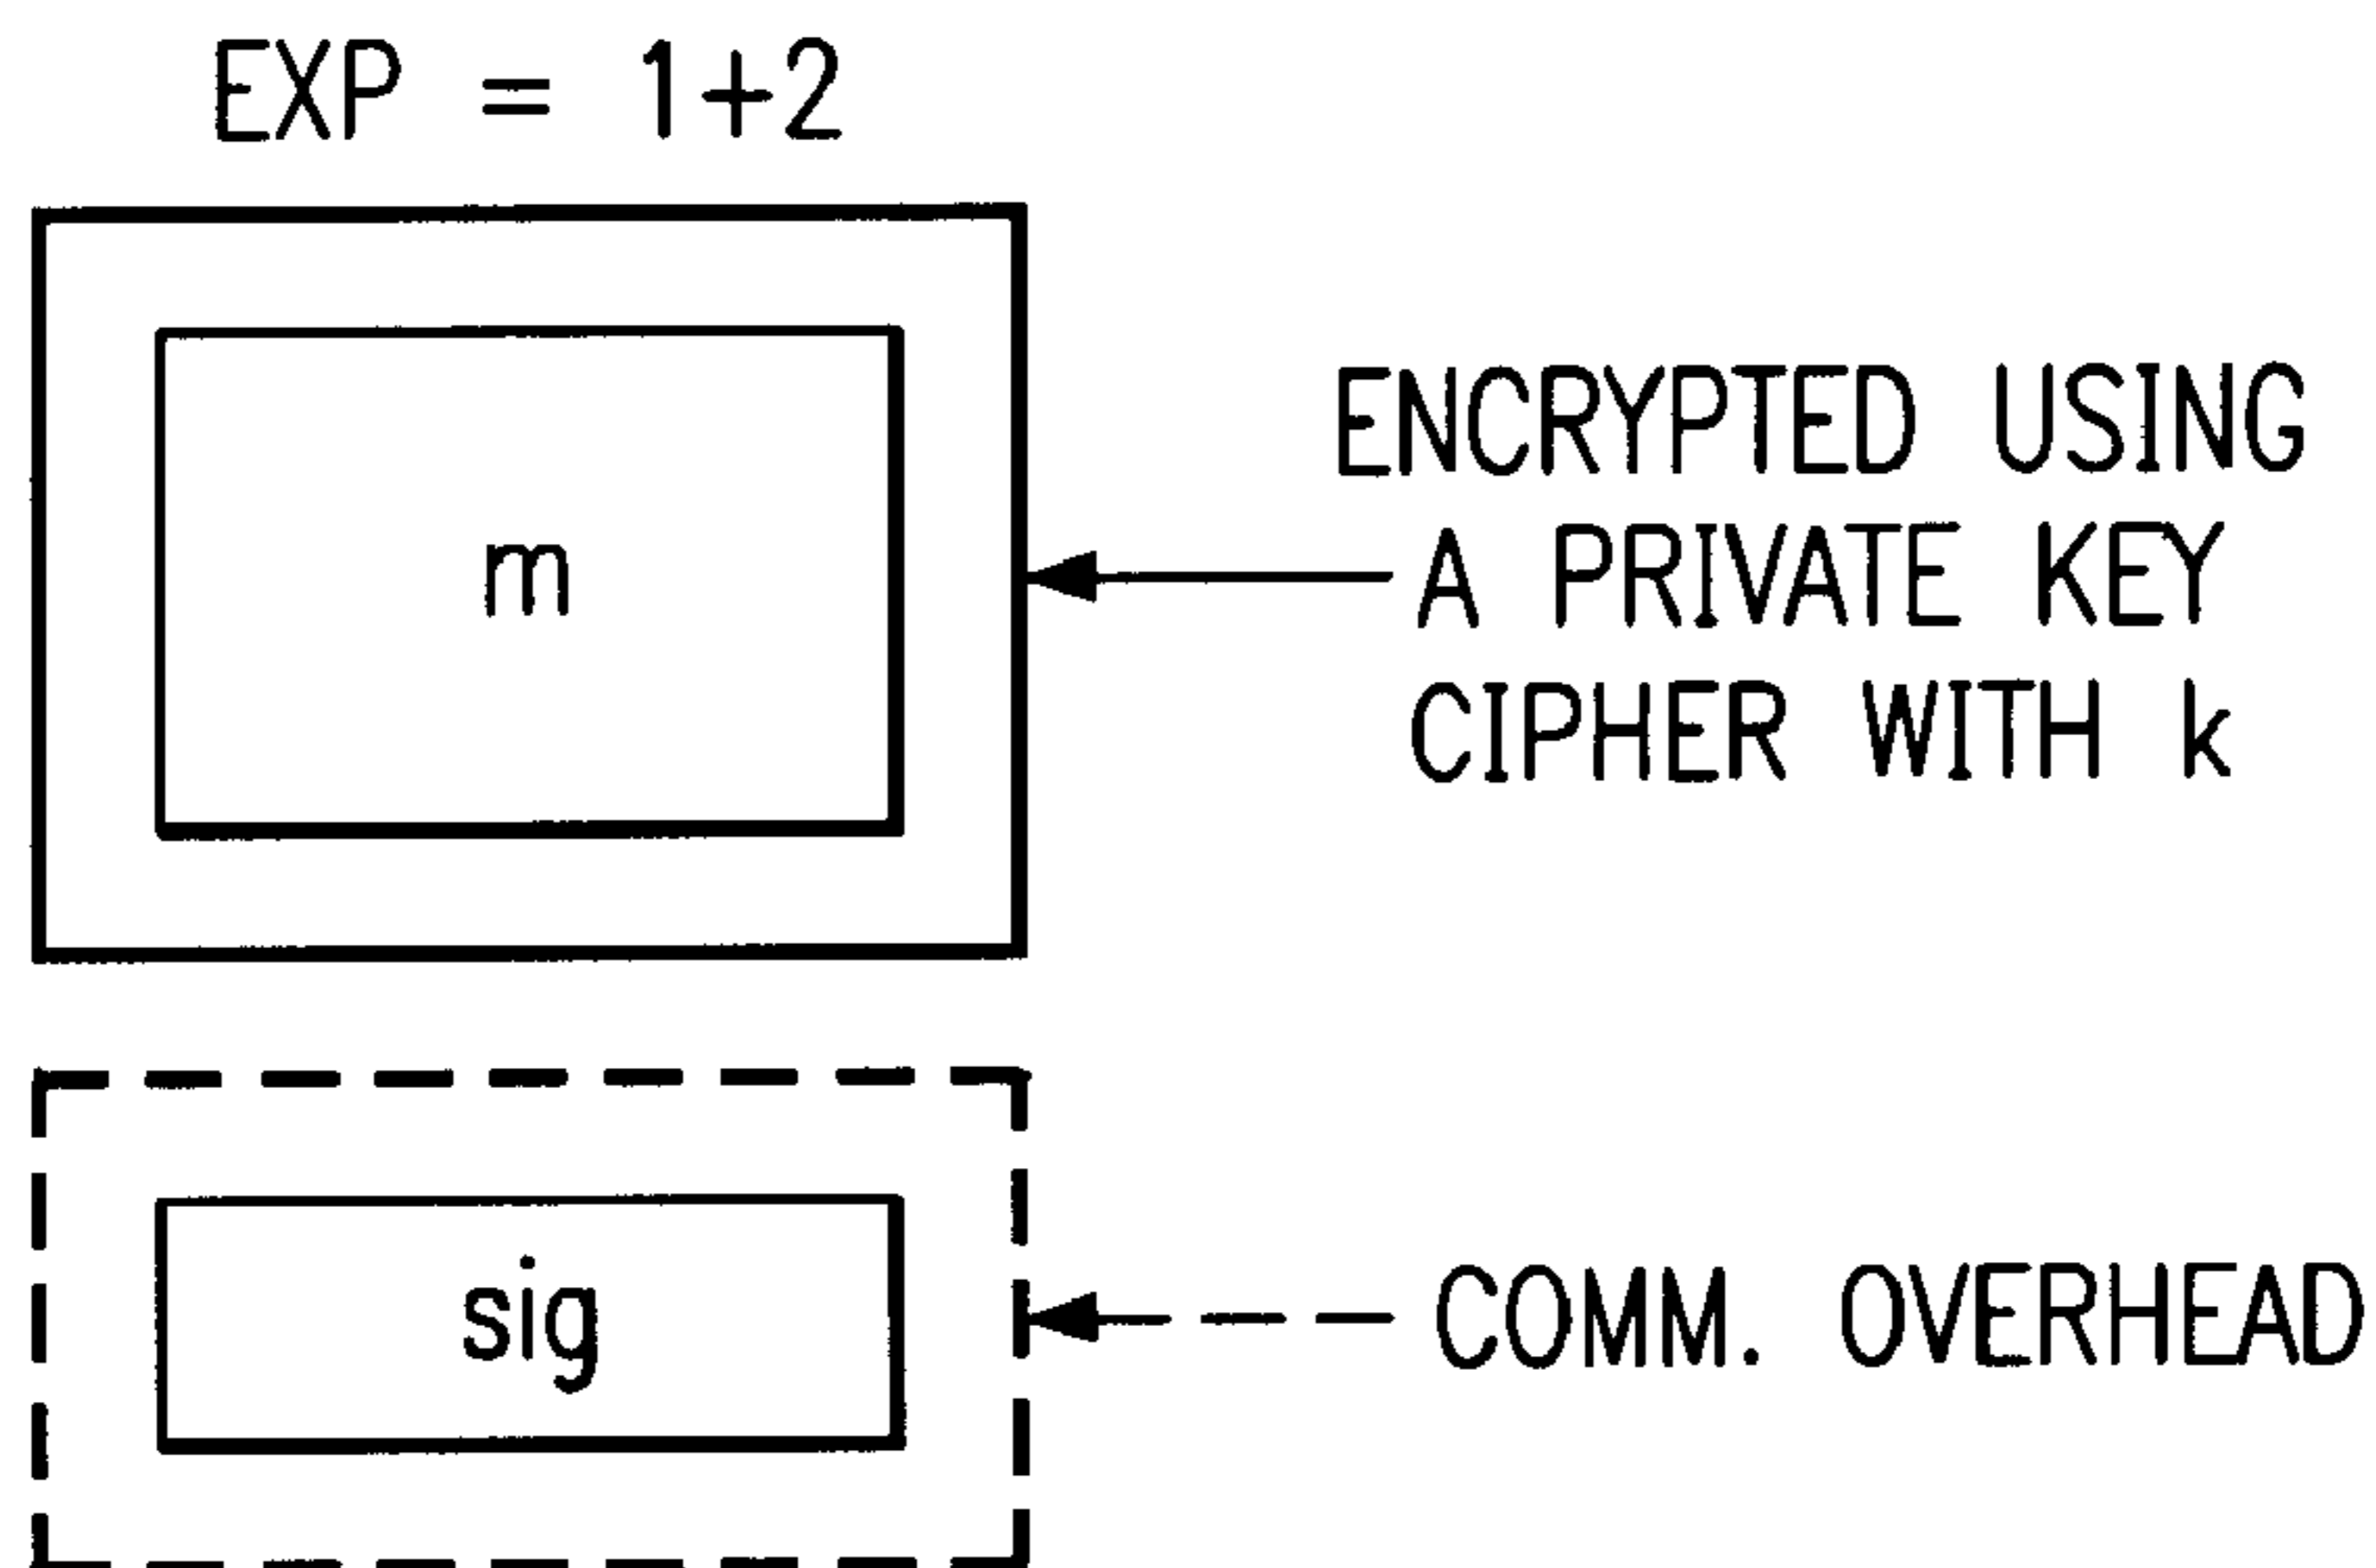 EXP = 1+2
m
ENCRYPTED USING
A PRIVATE KEY
CIPHER WITH k
sig
COMM. OVERHEAD